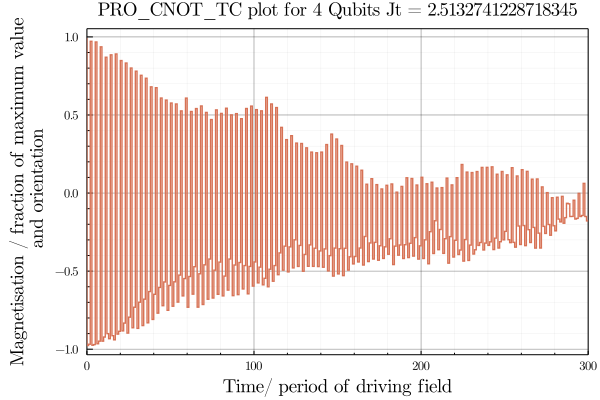 PRO_CNOT_TC plot for 4 Qubits Jt = 2.5132741228718345
Magnetisation / fraction of maximum value
and orientation
1.0
0.5
0.0
−0.5
−1.0
0
100
200
300
Time/ period of driving field